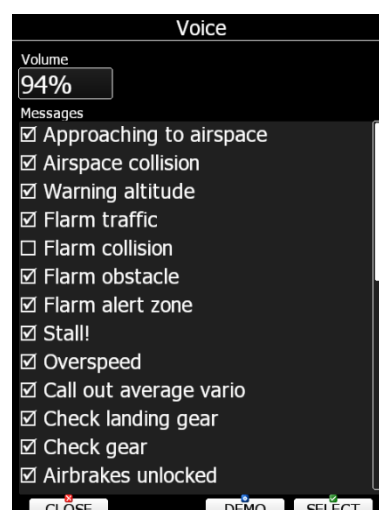 Voice
Volume
94%
Messages
Approaching to airspace
Airspace collision
Warning altitude
Flarm traffic
Flarm collision
Flarm obstacle
Flarm alert zone
Stall!
Overspeed
Call out average vario
Check landing gear
Check gear
Airbrakes unlocked
CLOSE DEMO SELECT